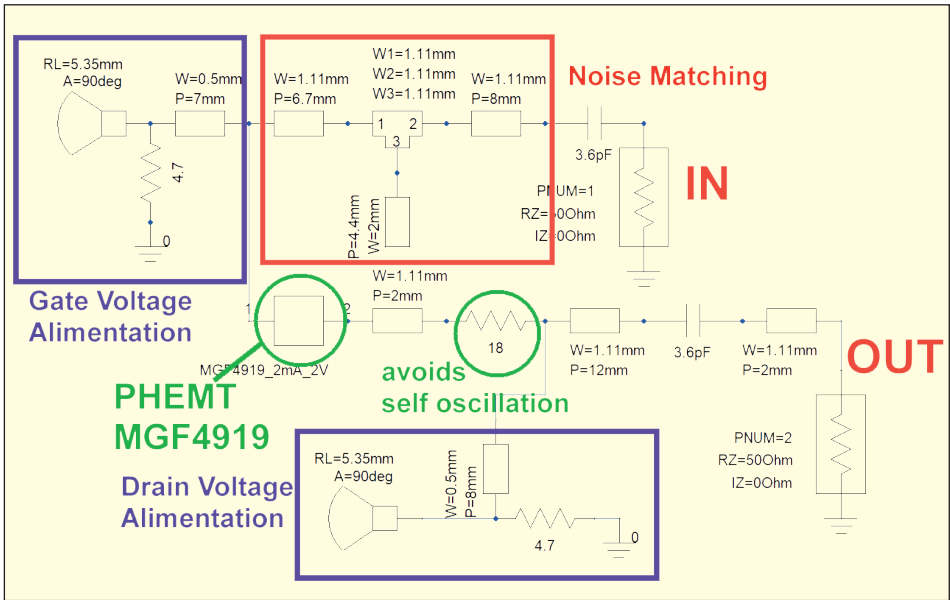 RL=5.35mm
A=90deg
W=0.5mm
P=7mm
4.7
0
Gate Voltage
Alimentation
W=1.11mm
P=6.7mm
W1=1.11mm
W2=1.11mm
W3=1.11mm
1 2
3
W=1.11mm
P=8mm
P=4.4mm
W=2mm
Noise Matching
3.6pF
PNUM=1
RZ=50Ohm
IZ=0Ohm
IN
1 2
MGF4919_2mA_2V
PHEMT
MGF4919
W=1.11mm
P=2mm
18
avoids
self oscillation
W=1.11mm
P=12mm
3.6pF
W=1.11mm
P=2mm
OUT
PNUM=2
RZ=50Ohm
IZ=0Ohm
Drain Voltage
Alimentation
RL=5.35mm
A=90deg
W=0.5mm
P=8mm
4.7
0